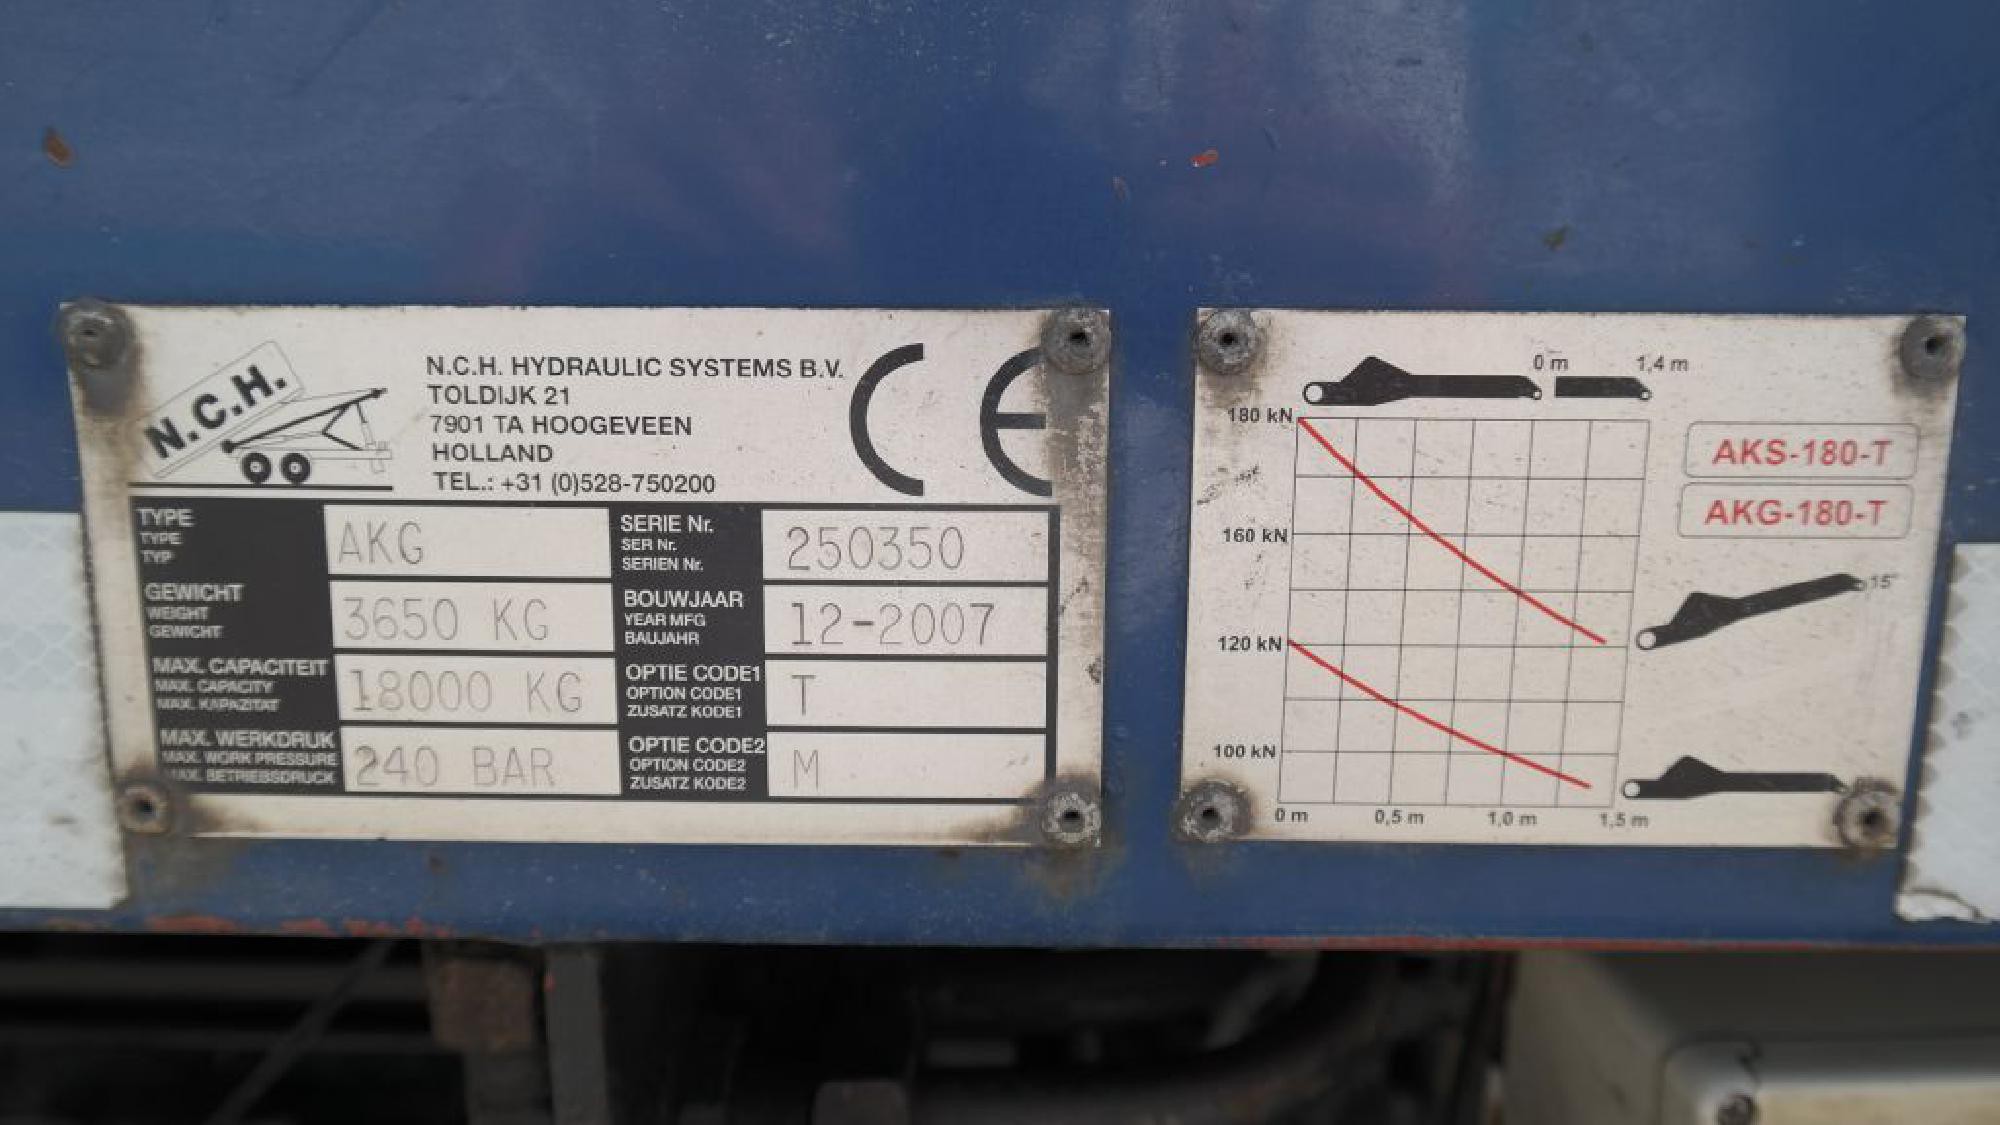 N.C.H.
N.C.H. HYDRAULIC SYSTEMS B.V.
TOLDIJK 21
7901 TA HOOGEVEEN
HOLLAND
TEL.: +31 (0)528-750200
CE
TYPE
TYPE
TYP
AKG
SERIE Nr.
SER Nr.
SERIEN Nr.
250350
GEWICHT
WEIGHT
GEWICHT
3650 KG
BOUWJAAR
YEAR MFG
BAUJAHR
12-2007
MAX. CAPACITEIT
MAX. CAPACITY
MAX. KAPAZITAT
18000 KG
OPTIE CODE1
OPTION CODE1
ZUSATZ KODE1
T
MAX. WERKDRUK
MAX. WORK PRESSURE
MAX. BETRIEBSDRUCK
240 BAR
OPTIE CODE2
OPTION CODE2
ZUSATZ KODE2
M
0 m 1,4 m
180 kN
160 kN
120 kN
100 kN
0 m 0,5 m 1,0 m 1,5 m
AKS-180-T
AKG-180-T
15°